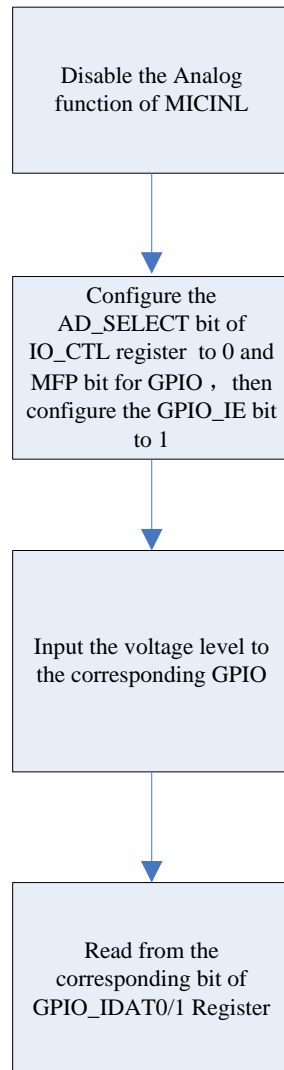 Disable the Analog
function of MICINL
Configure the
AD_SELECT bit of
IO_CTL register  to 0 and
MFP bit for GPIO ，then
configure the GPIO_IE bit
to 1
Input the voltage level to
the corresponding GPIO
Read from the
corresponding bit of
GPIO_IDAT0/1 Register